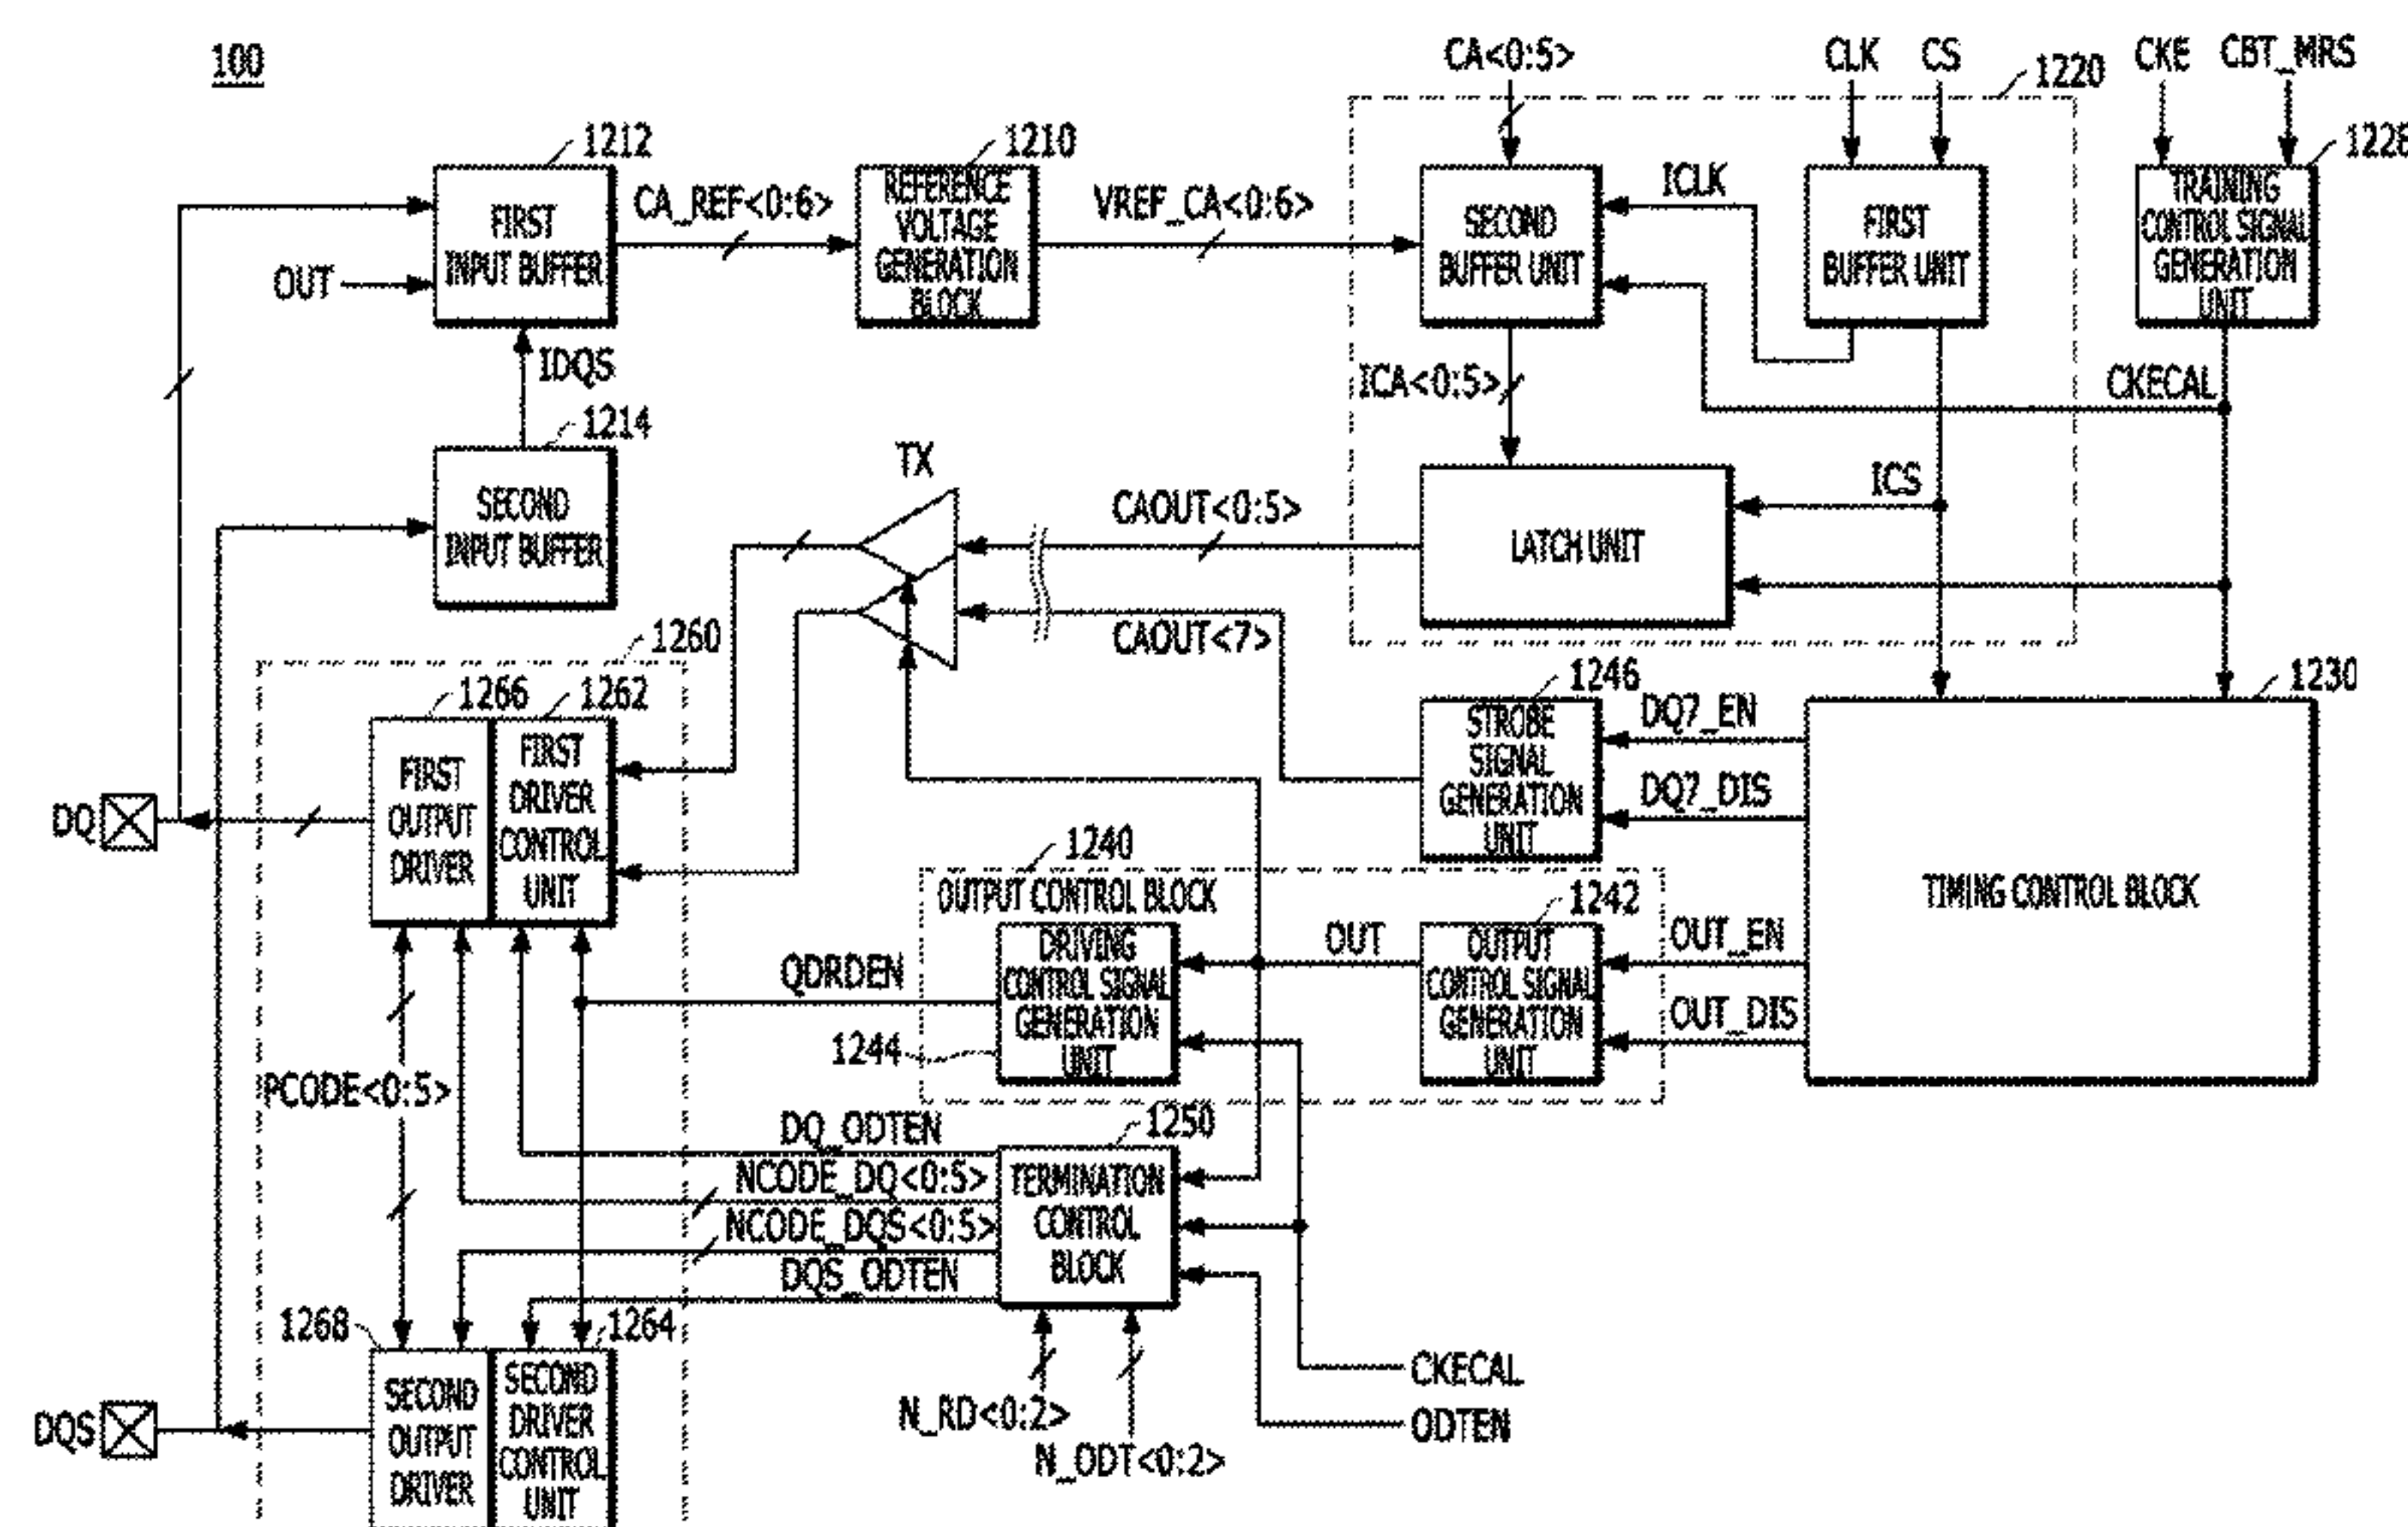 100
CA<0:5>
CLK
CS
CKE
CBT_MRS
1220
1212
1210
1228
FIRST
INPUT BUFFER
CA_REF<0:6>
REFERENCE
VOLTAGE
GENERATION
BLOCK
VREF_CA<0:6>
SECOND
BUFFER UNIT
ICLK
FIRST
BUFFER UNIT
TRAINING
CONTROL SIGNAL
GENERATION
UNIT
OUT
IDQS
ICA<0:5>
CKECAL
1214
SECOND
INPUT BUFFER
TX
CAOUT<0:5>
LATCH UNIT
ICS
CAOUT<7>
1260
1266
1262
1246
1230
FIRST
OUTPUT
DRIVER
FIRST
DRIVER
CONTROL
UNIT
STROBE
SIGNAL
GENERATION
UNIT
DQ7_EN
DQ7_DIS
TIMING CONTROL BLOCK
DQ
1240
OUTPUT CONTROL BLOCK
1242
QDRDEN
DRIVING
CONTROL SIGNAL
GENERATION
UNIT
OUT
OUTPUT
CONTROL SIGNAL
GENERATION
UNIT
OUT_EN
OUT_DIS
1244
PCODE<0:5>
1250
DQ_ODTEN
NCODE_DQ<0:5>
NCODE_DQS<0:5>
DQS_ODTEN
TERMINATION
CONTROL
BLOCK
1268
1264
SECOND
OUTPUT
DRIVER
SECOND
DRIVER
CONTROL
UNIT
DQS
N_RD<0:2>
N_ODT<0:2>
CKECAL
ODTEN